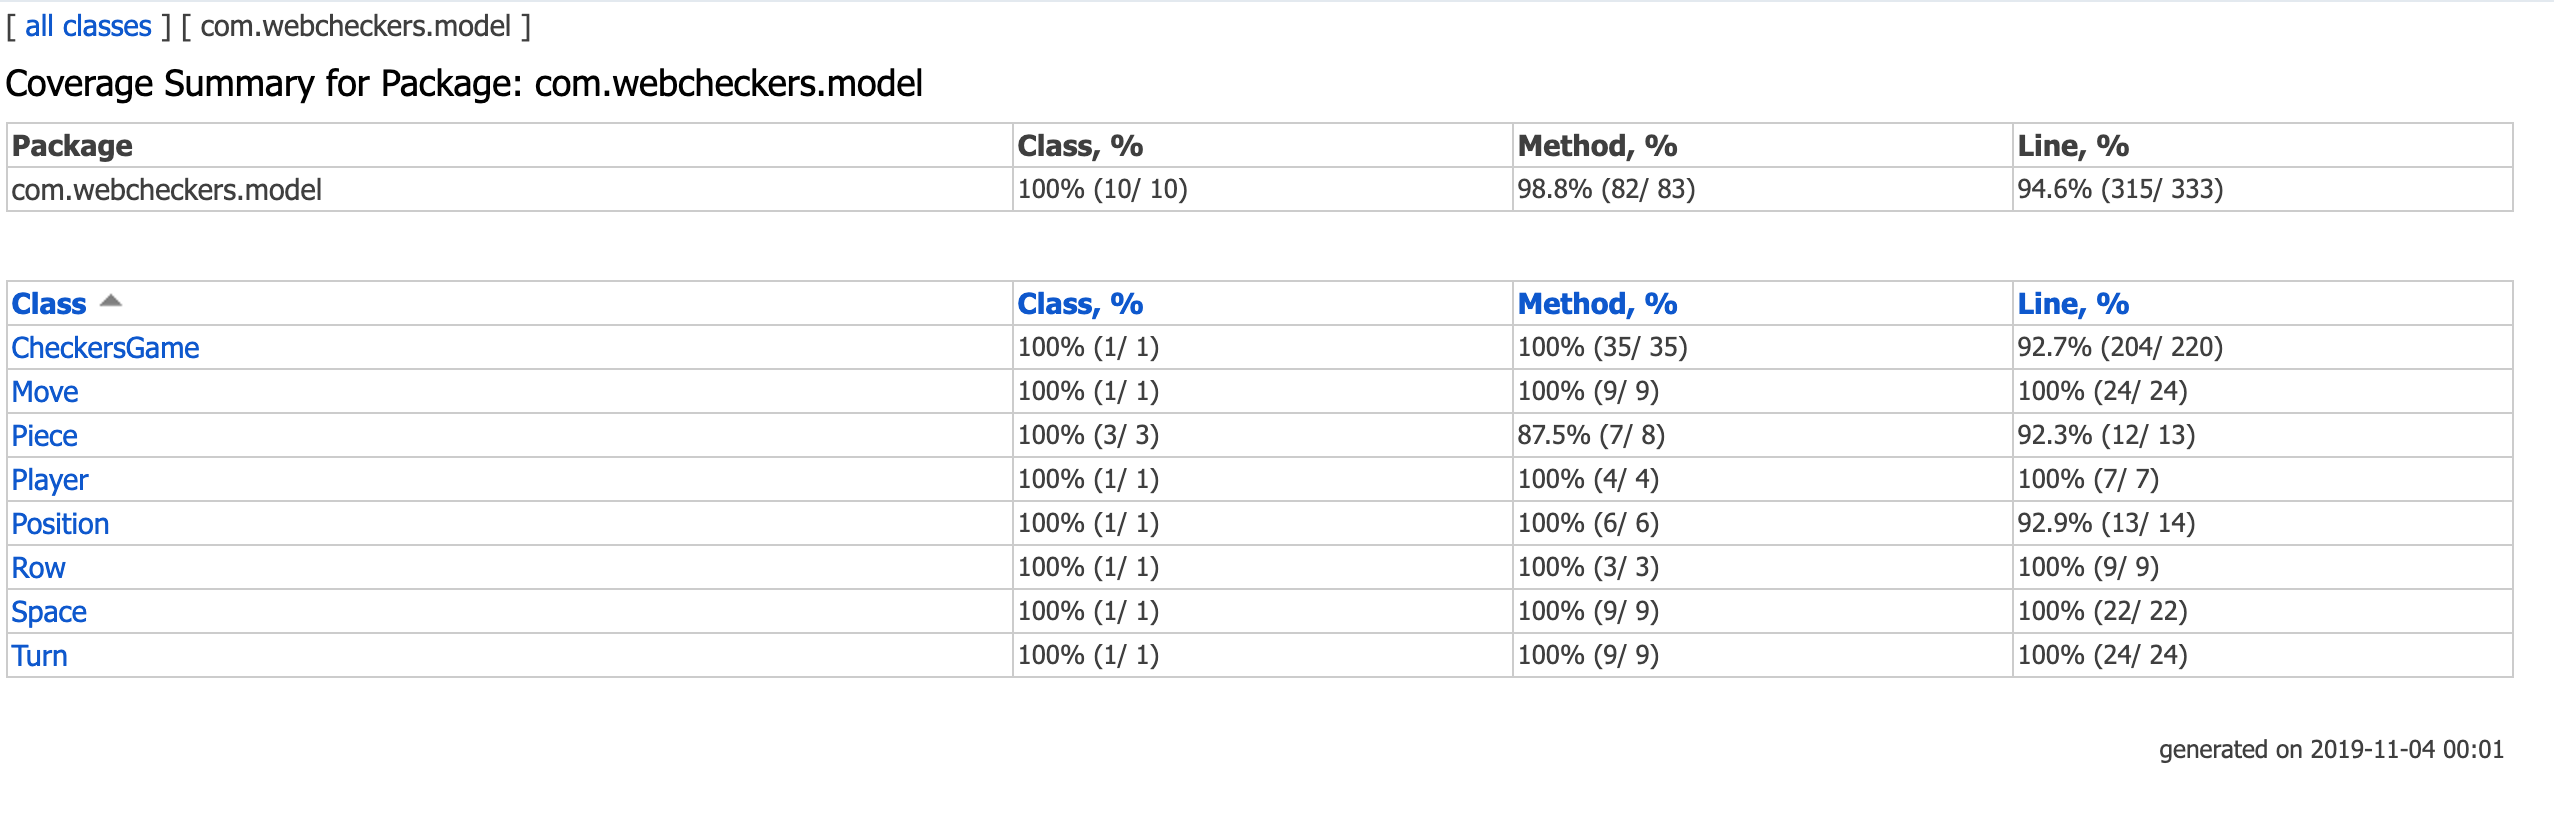 [ all classes ] [ com.webcheckers.model ]
Coverage Summary for Package: com.webcheckers.model
Package Class, % Method, % Line, %
com.webcheckers.model 100% (10/ 10) 98.8% (82/ 83) 94.6% (315/ 333)
Class Class, % Method, % Line, %
CheckersGame 100% (1/ 1) 100% (35/ 35) 92.7% (204/ 220)
Move 100% (1/ 1) 100% (9/ 9) 100% (24/ 24)
Piece 100% (3/ 3) 87.5% (7/ 8) 92.3% (12/ 13)
Player 100% (1/ 1) 100% (4/ 4) 100% (7/ 7)
Position 100% (1/ 1) 100% (6/ 6) 92.9% (13/ 14)
Row 100% (1/ 1) 100% (3/ 3) 100% (9/ 9)
Space 100% (1/ 1) 100% (9/ 9) 100% (22/ 22)
Turn 100% (1/ 1) 100% (9/ 9) 100% (24/ 24)
generated on 2019-11-04 00:01